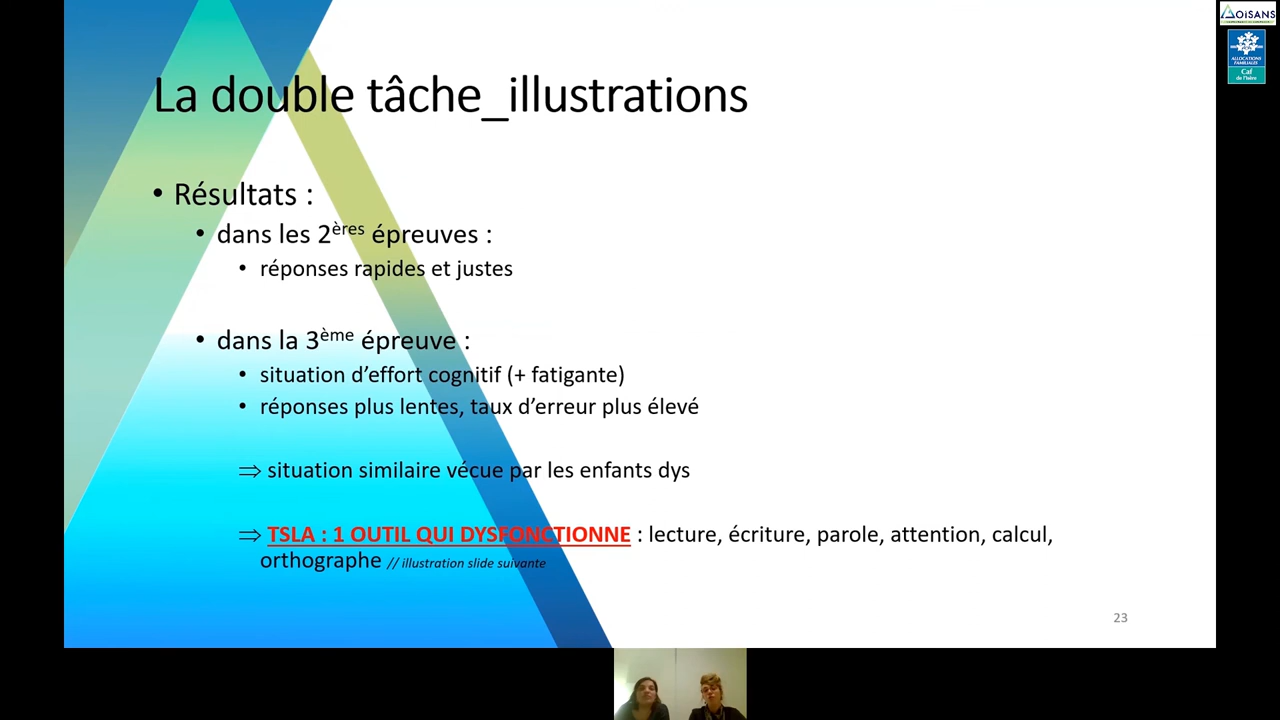 La double tâche_illustrations
• Résultats :
• dans les 2ères épreuves :
• réponses rapides et justes
• dans la 3ème épreuve :
• situation d'effort cognitif (+ fatigante)
• réponses plus lentes, taux d'erreur plus élevé
⇒ situation similaire vécue par les enfants dys
⇒ TSLA : 1 OUTIL QUI DYSFONCTIONNE : lecture, écriture, parole, attention, calcul,
orthographe // illustration slide suivante
23
OISANS
ALLOCATIONS
FAMILIALES
Caf
de l'Isère